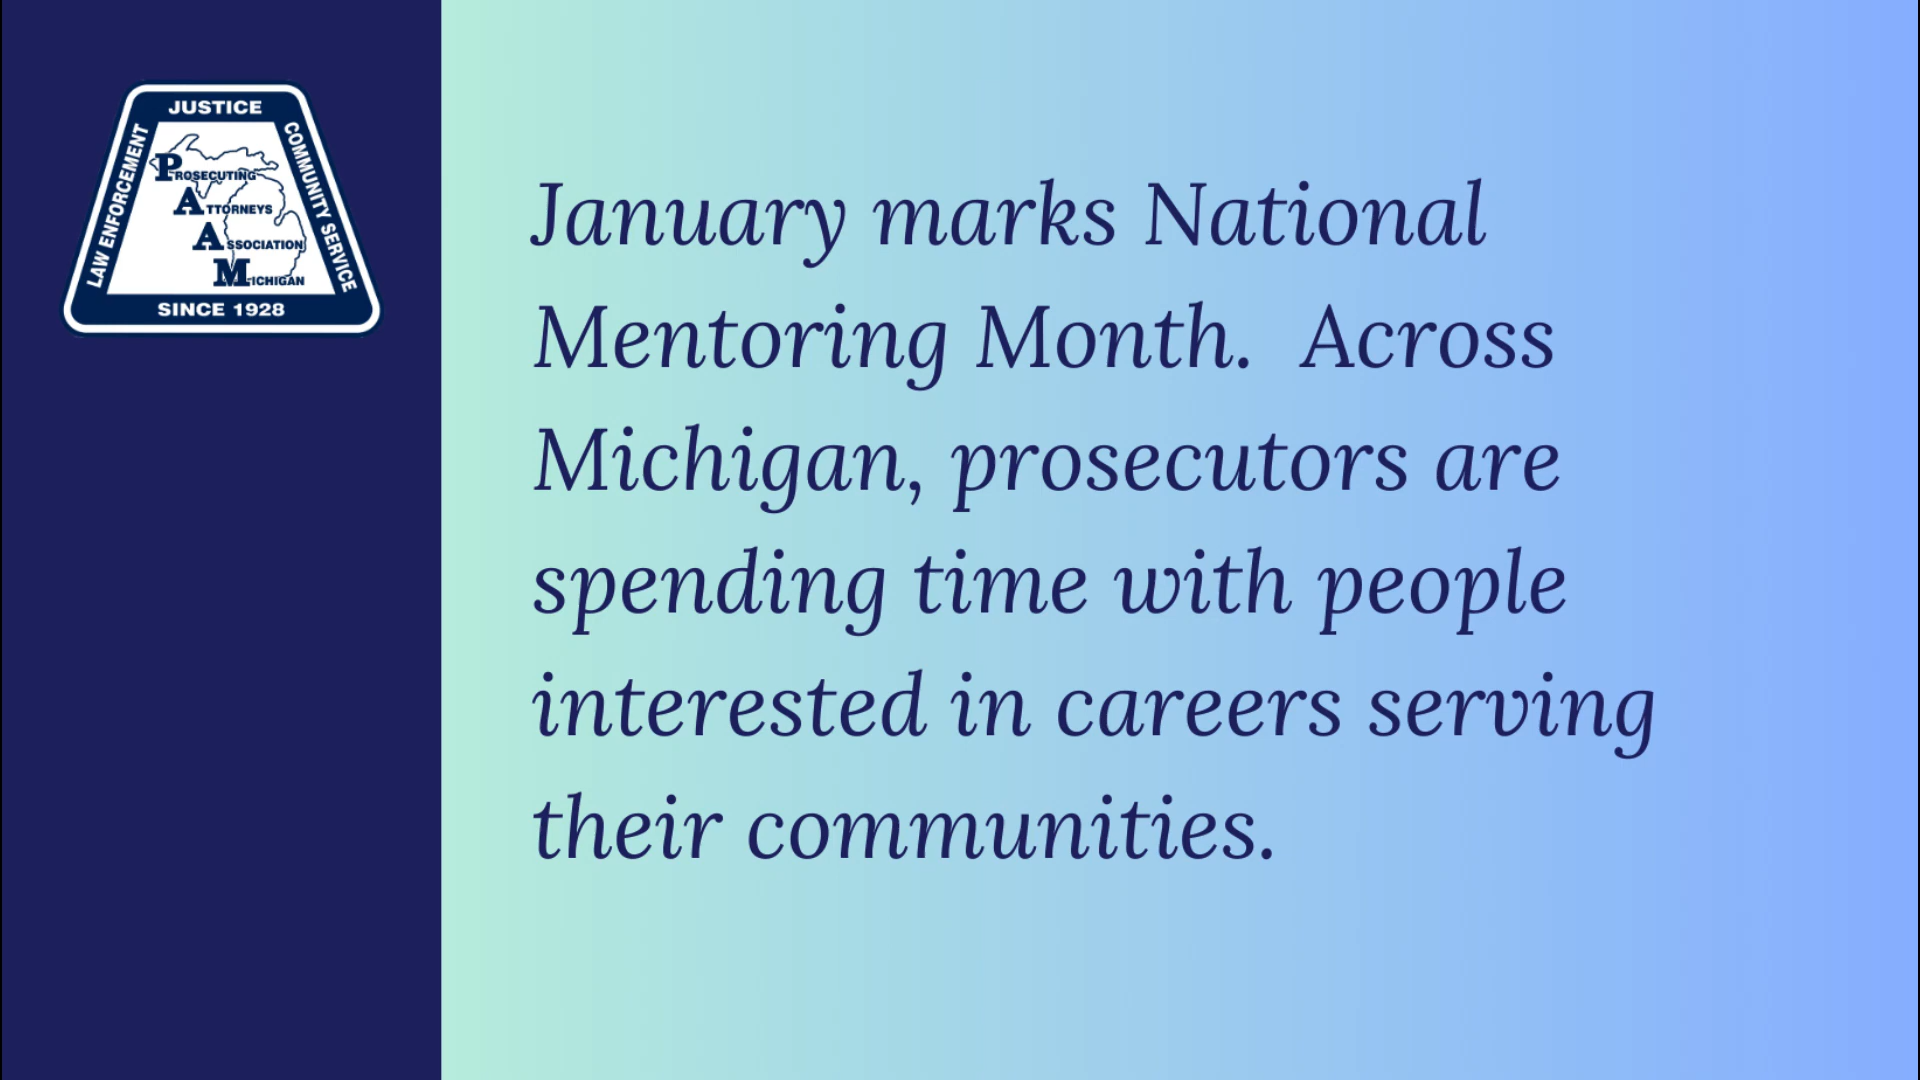 JUSTICE
LAW ENFORCEMENT
COMMUNITY SERVICE
PROSECUTING
ATTORNEYS
ASSOCIATION
MICHIGAN
SINCE 1928
January marks National
Mentoring Month.  Across
Michigan, prosecutors are
spending time with people
interested in careers serving
their communities.